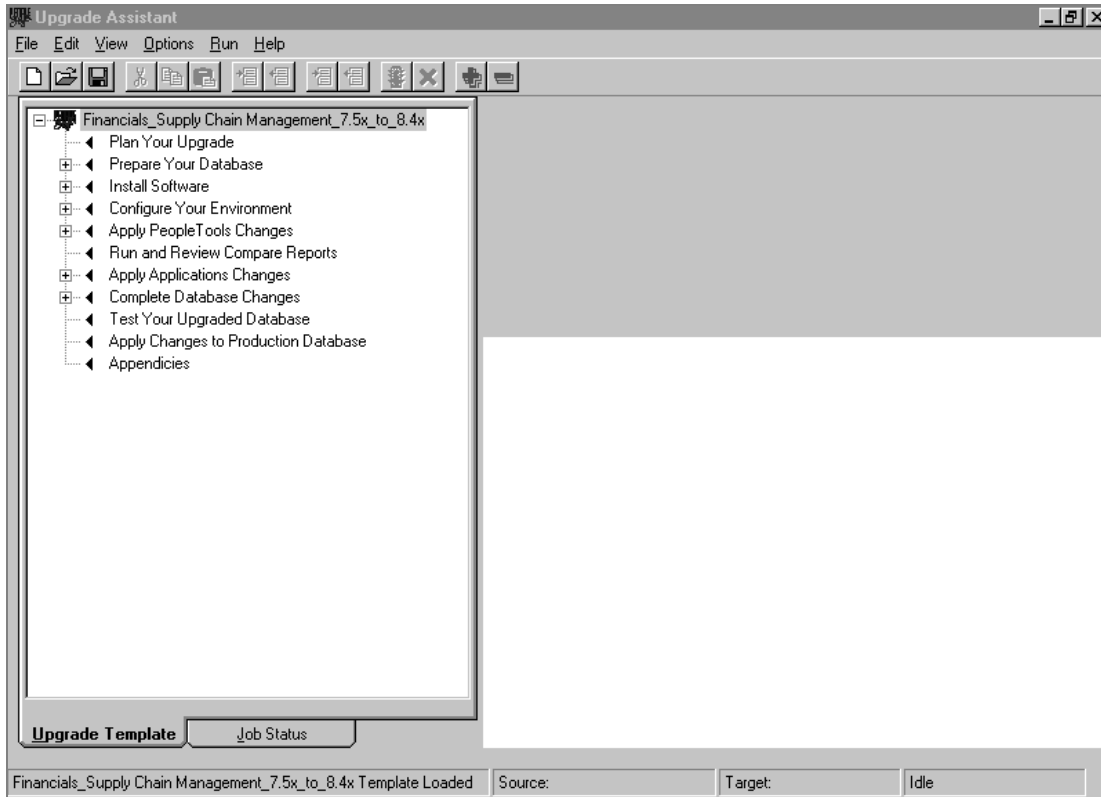 Upgrade Assistant
File Edit View Options Run Help
Financials_Supply Chain Management_7.5x_to_8.4x
Plan Your Upgrade
Prepare Your Database
Install Software
Configure Your Environment
Apply PeopleTools Changes
Run and Review Compare Reports
Apply Applications Changes
Complete Database Changes
Test Your Upgraded Database
Apply Changes to Production Database
Appendicies
Upgrade Template Job Status
Financials_Supply Chain Management_7.5x_to_8.4x Template Loaded Source: Target: Idle